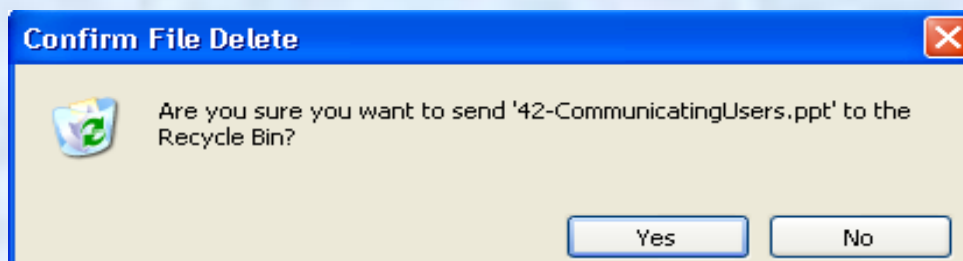 Confirm File Delete
Are you sure you want to send '42-CommunicatingUsers.ppt' to the
Recycle Bin?
Yes No